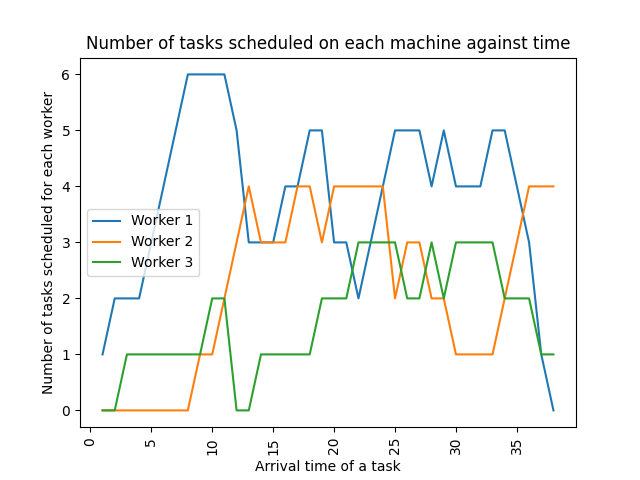 Number of tasks scheduled on each machine against time
Number of tasks scheduled for each worker
6
5
4
3
2
1
0
Worker 1
Worker 2
Worker 3
0
5
10
15
20
25
30
35
Arrival time of a task